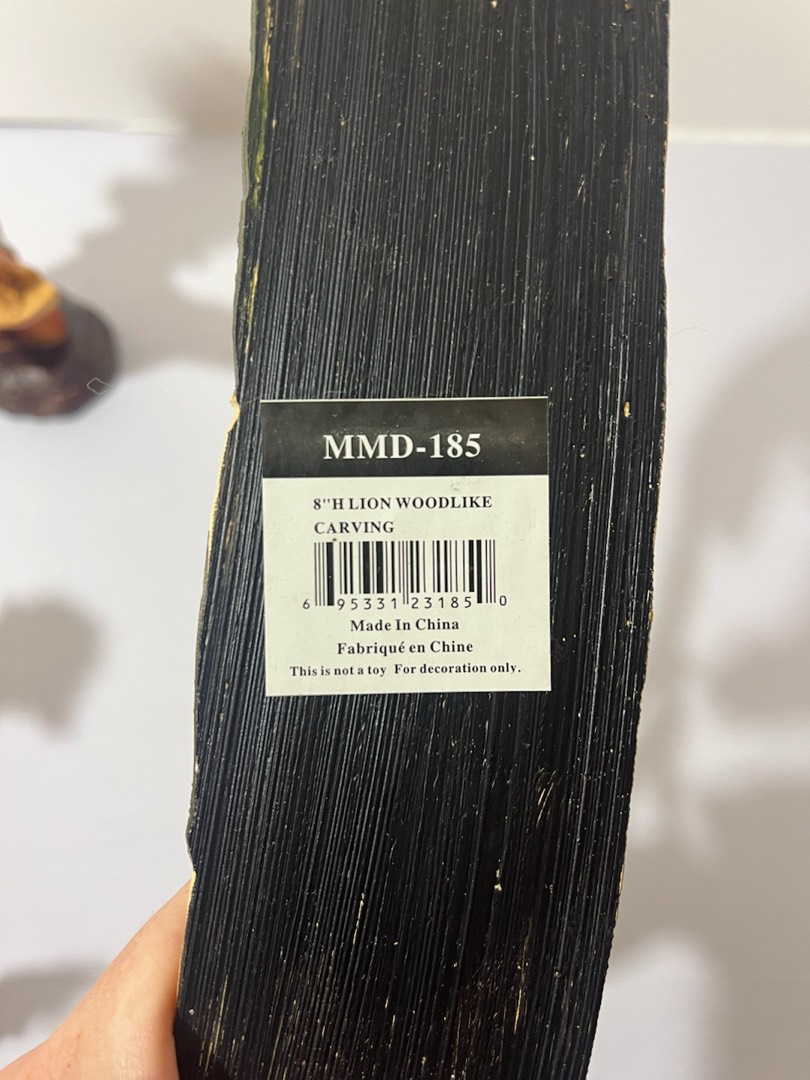 MMD-185
8"H LION WOODLIKE
CARVING
6 95331 23185 0
Made In China
Fabriqué en Chine
This is not a toy For decoration only.